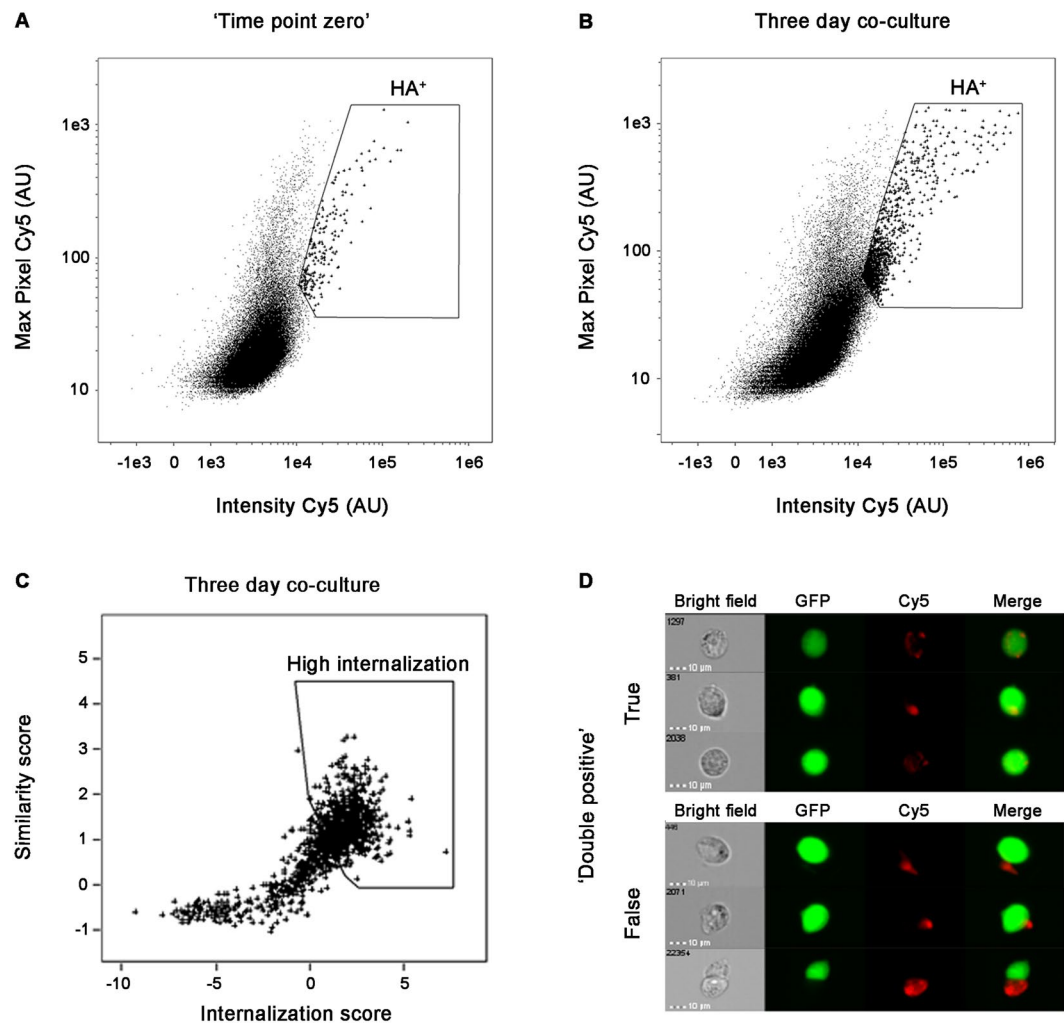 A
'Time point zero'
HA⁺
Max Pixel Cy5 (AU)
1e3
100
10
-1e3 0 1e3 1e4 1e5 1e6
Intensity Cy5 (AU)
B
Three day co-culture
HA⁺
Max Pixel Cy5 (AU)
1e3
100
10
-1e3 0 1e3 1e4 1e5 1e6
Intensity Cy5 (AU)
C
Three day co-culture
High internalization
Similarity score
5
4
3
2
1
0
-1
-10 -5 0 5
Internalization score
D
'Double positive'
True
Bright field GFP Cy5 Merge
1297
10 µm
381
10 µm
2038
10 µm
False
Bright field GFP Cy5 Merge
10 µm
2071
10 µm
22354
10 µm